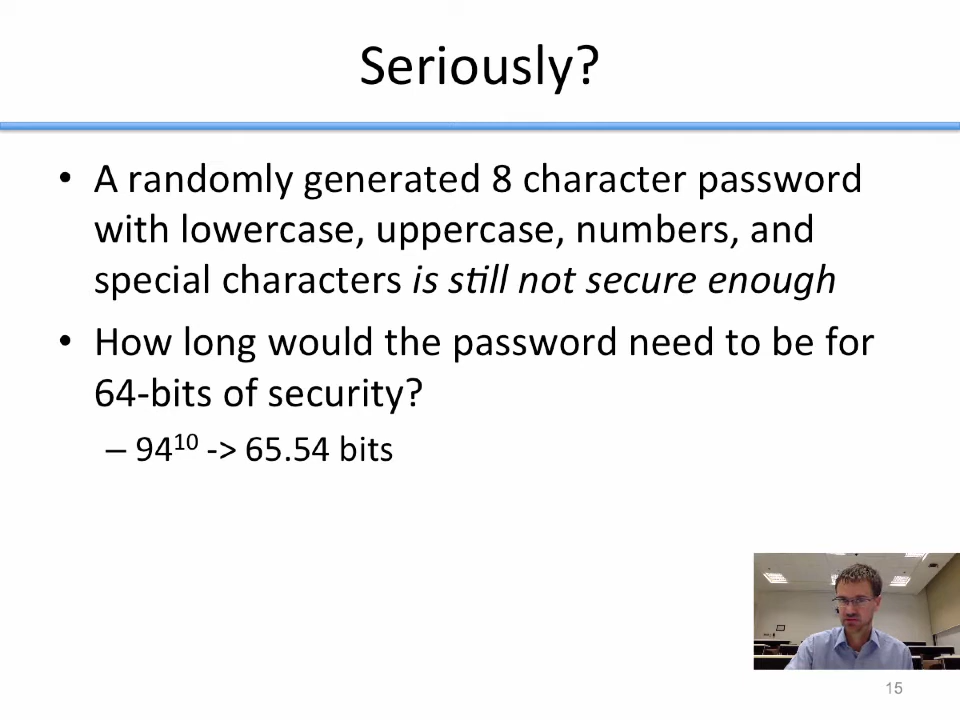 Seriously?
• A randomly generated 8 character password
with lowercase, uppercase, numbers, and
special characters is still not secure enough
• How long would the password need to be for
64-bits of security?
– 94¹⁰ -> 65.54 bits
15